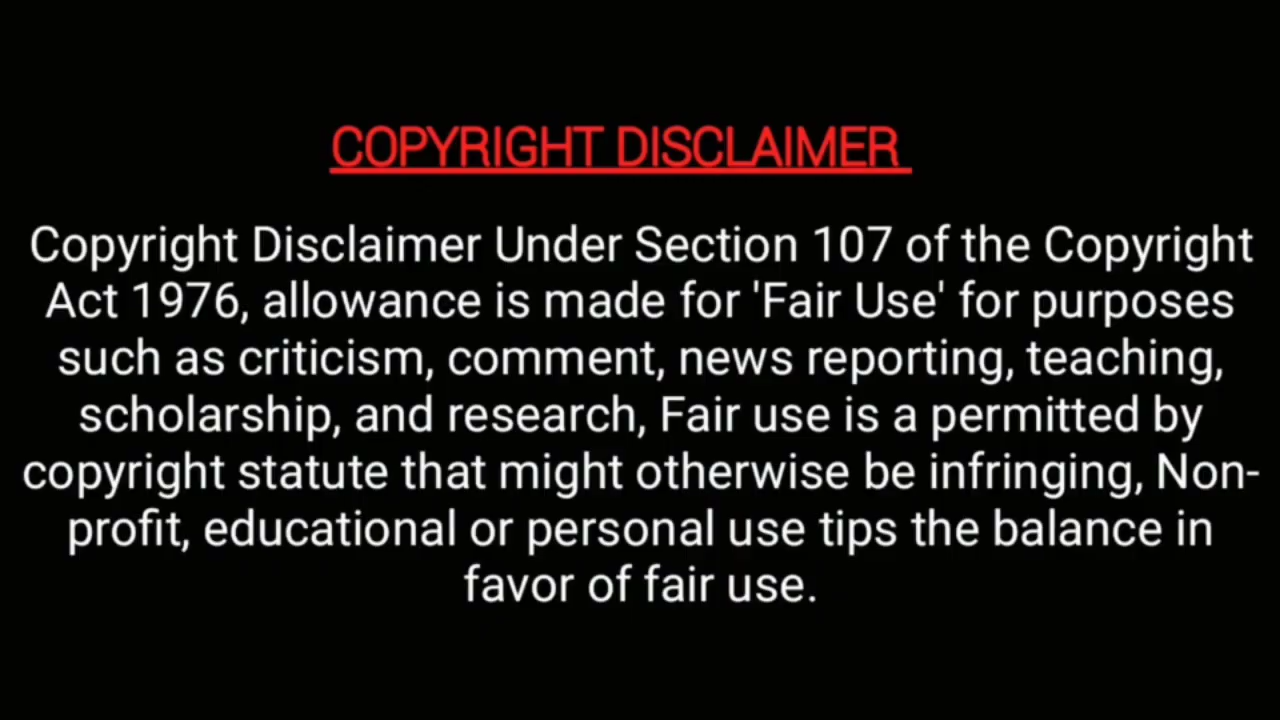 COPYRIGHT DISCLAIMER
Copyright Disclaimer Under Section 107 of the Copyright
Act 1976, allowance is made for 'Fair Use' for purposes
such as criticism, comment, news reporting, teaching,
scholarship, and research, Fair use is a permitted by
copyright statute that might otherwise be infringing, Non-
profit, educational or personal use tips the balance in
favor of fair use.